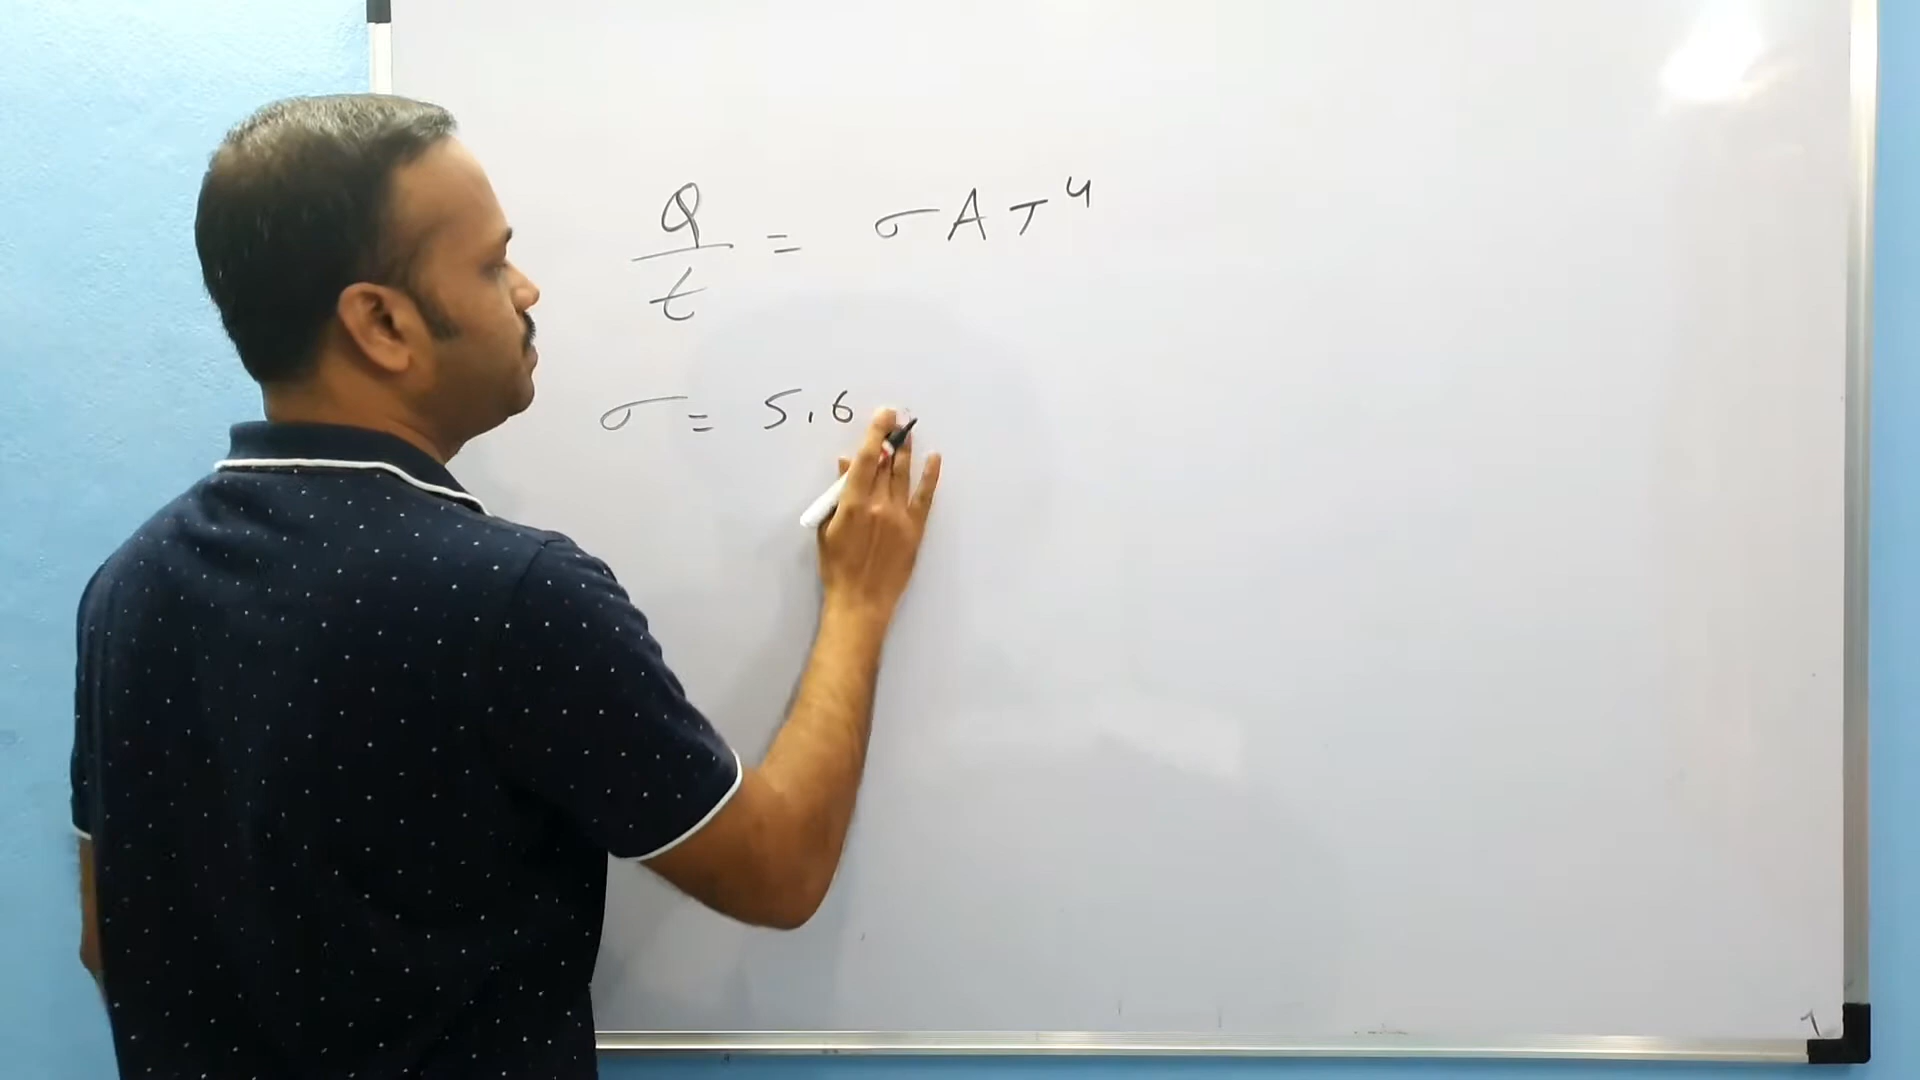 Q/t = σAT⁴
σ = 5.6